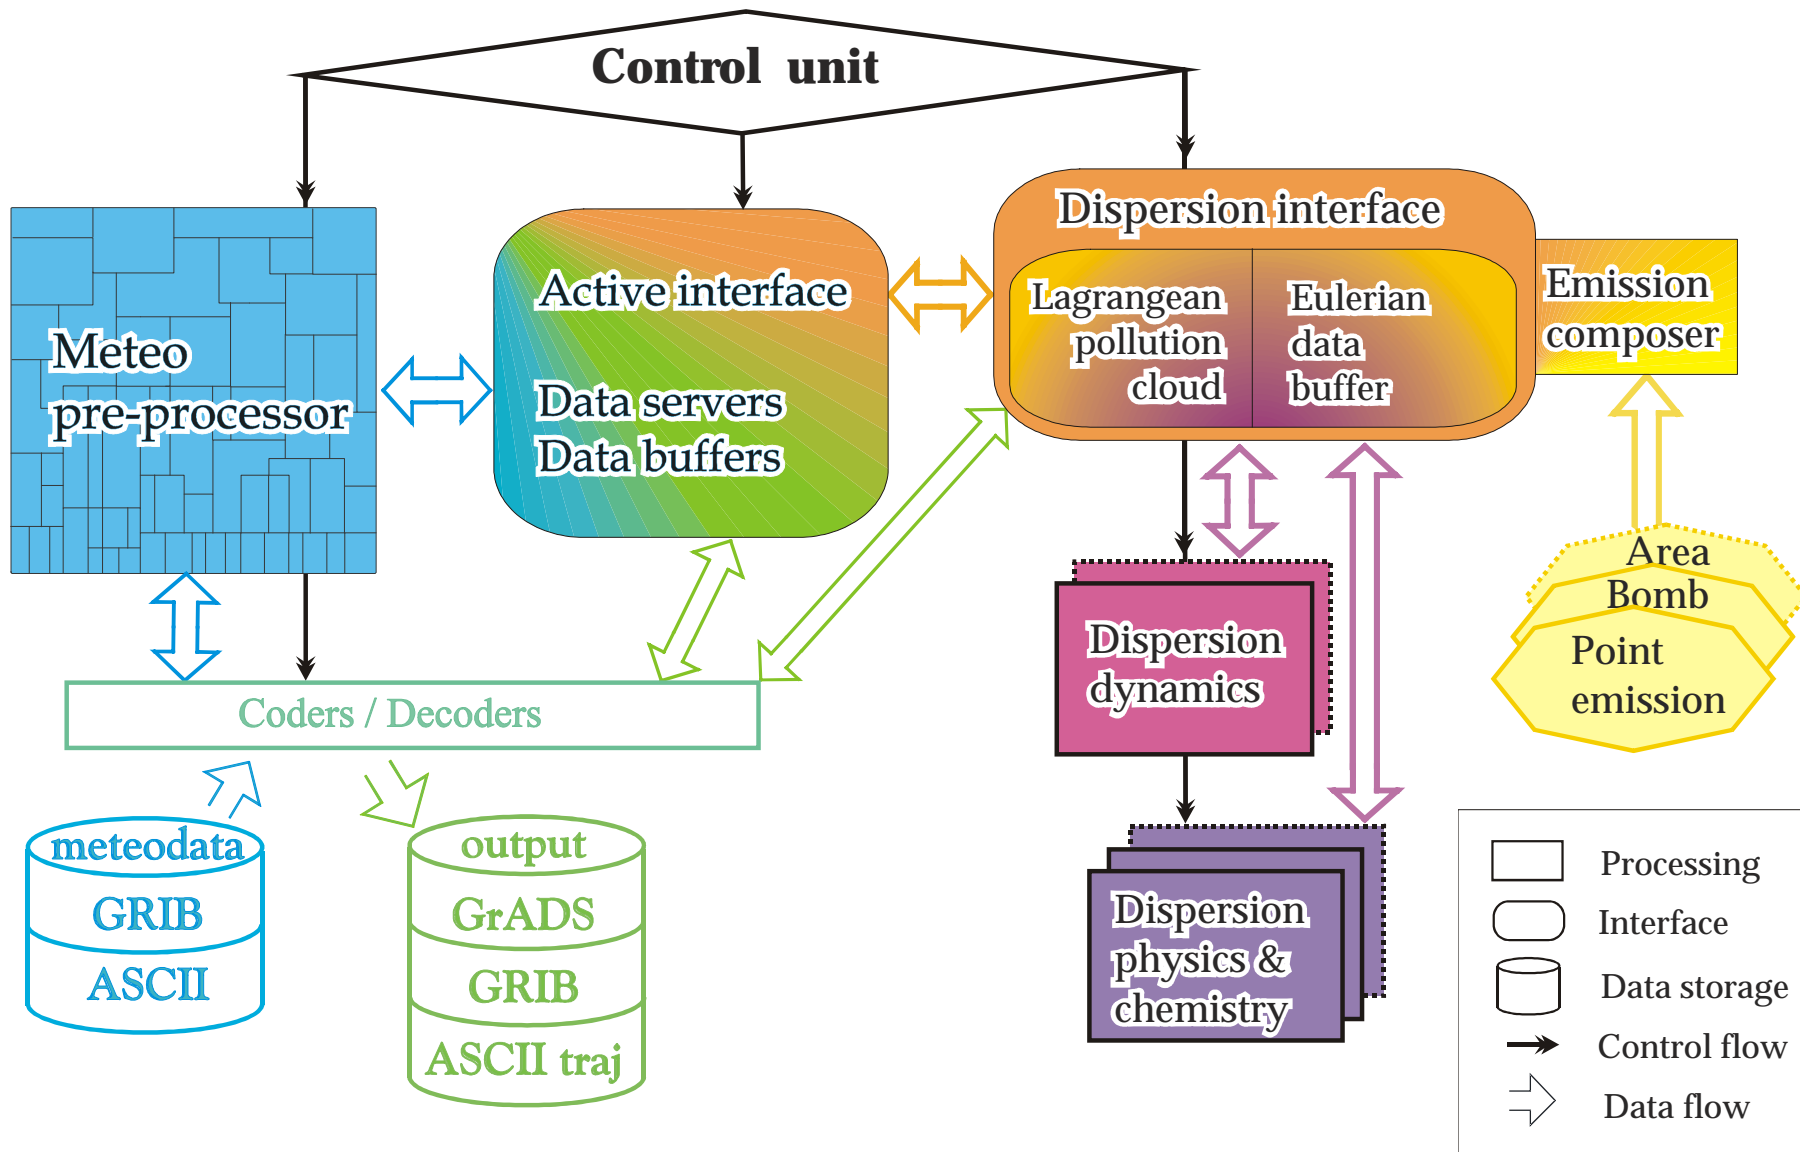 Control unit
Meteo
pre-processor
Active interface
Data servers
Data buffers
Dispersion interface
Lagrangean
pollution
cloud
Eulerian
data
buffer
Emission
composer
Area
Bomb
Point
emission
Dispersion
dynamics
Dispersion
physics &
chemistry
Coders / Decoders
meteodata
GRIB
ASCII
output
GrADS
GRIB
ASCII traj
Processing
Interface
Data storage
Control flow
Data flow